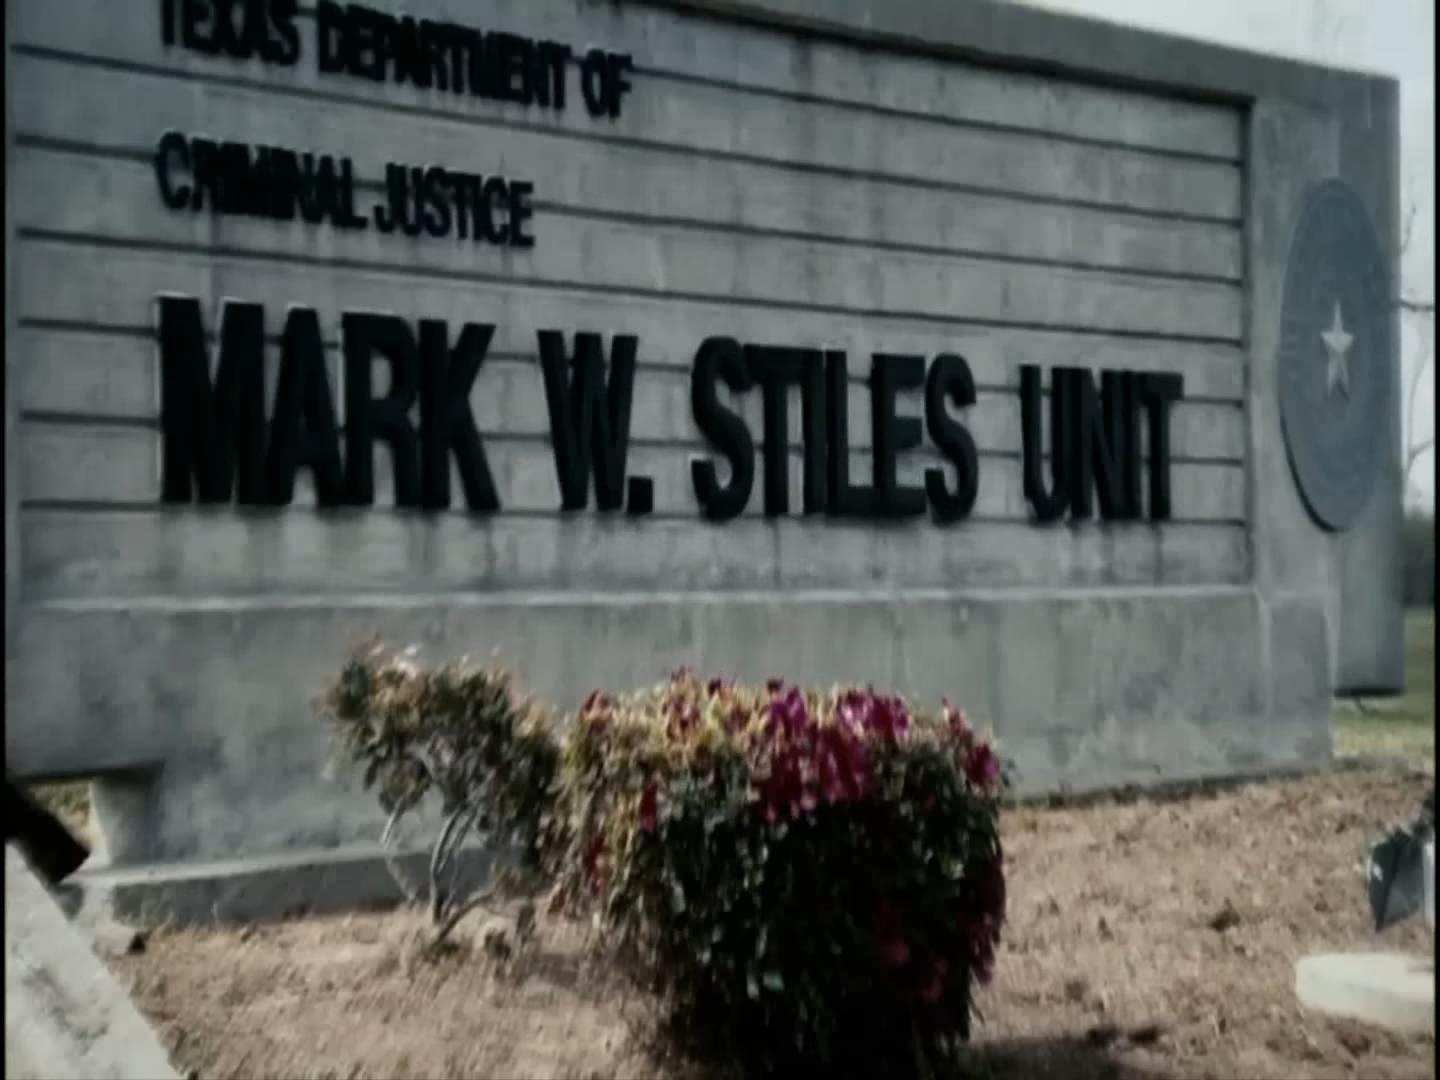 TEXAS DEPARTMENT OF
CRIMINAL JUSTICE
MARK W. STILES UNIT